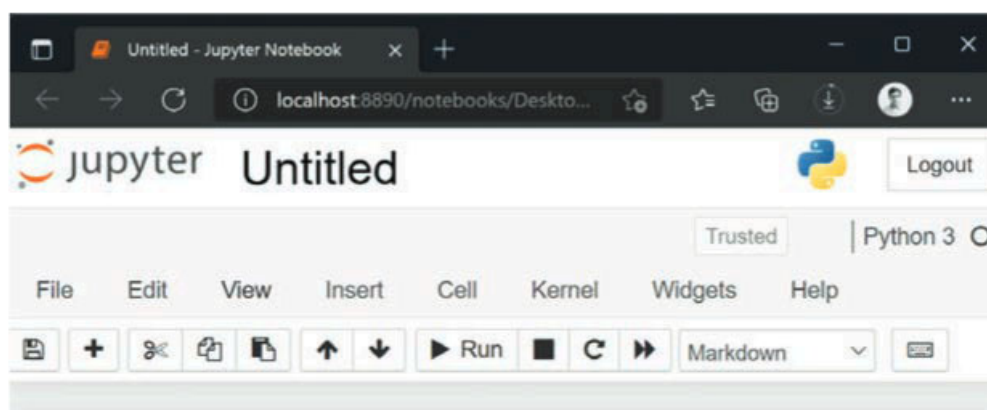 Untitled - Jupyter Notebook
localhost:8890/notebooks/Deskto...
jupyter Untitled
Logout
Trusted
Python 3
File Edit View Insert Cell Kernel Widgets Help
Run
Markdown